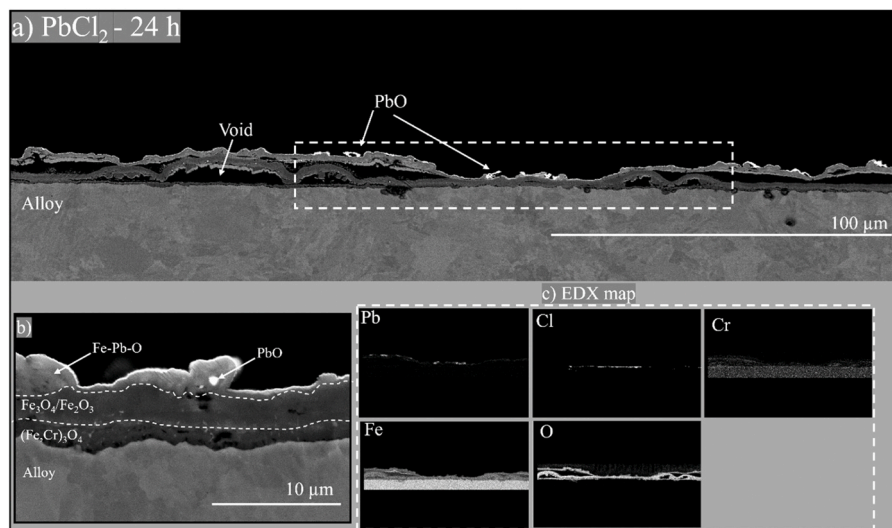 a) PbCl₂ - 24 h
PbO
Void
Alloy
100 µm
b)
Fe-Pb-O
PbO
Fe₃O₄/Fe₂O₃
(Fe,Cr)₃O₄
Alloy
10 µm
c) EDX map
Pb
Cl
Cr
Fe
O